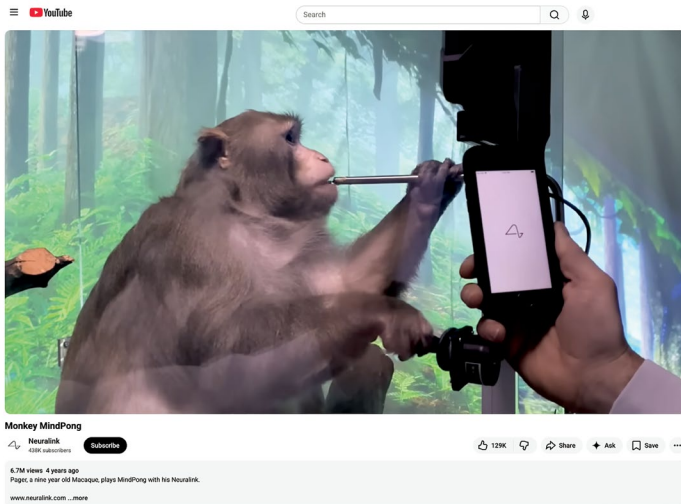 YouTube
Search
Monkey MindPong
Neuralink
438K subscribers
Subscribe
129K
Share
Ask
Save
6.7M views 4 years ago
Pager, a nine year old Macaque, plays MindPong with his Neuralink.
www.neuralink.com ...more